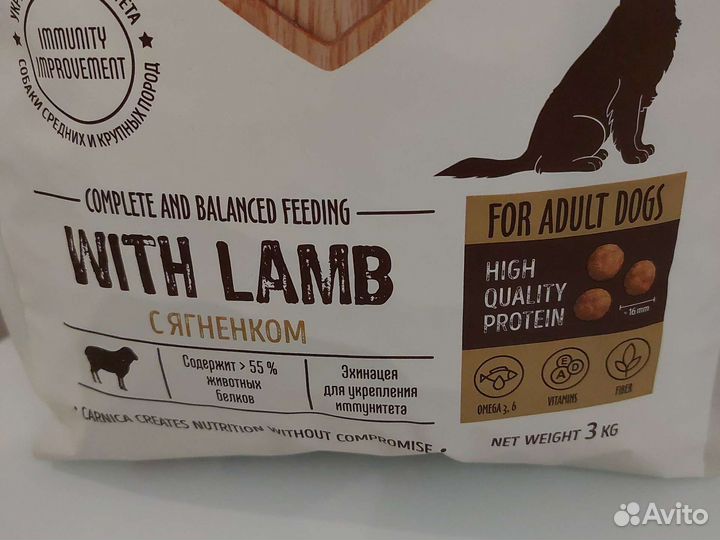 IMMUNITY
IMPROVEMENT
СОБАКИ СРЕДНИХ И КРУПНЫХ ПОРОД
COMPLETE AND BALANCED FEEDING
WITH LAMB
С ЯГНЕНКОМ
Содержит > 55 %
животных
белков
Эхинацея
для укрепления
иммунитета
* CARNICA CREATES NUTRITION WITHOUT COMPROMISE •
FOR ADULT DOGS
HIGH
QUALITY
PROTEIN
~ 16 mm
E
A D
OMEGA 3, 6
VITAMINS
FIBER
NET WEIGHT 3 KG
Avito